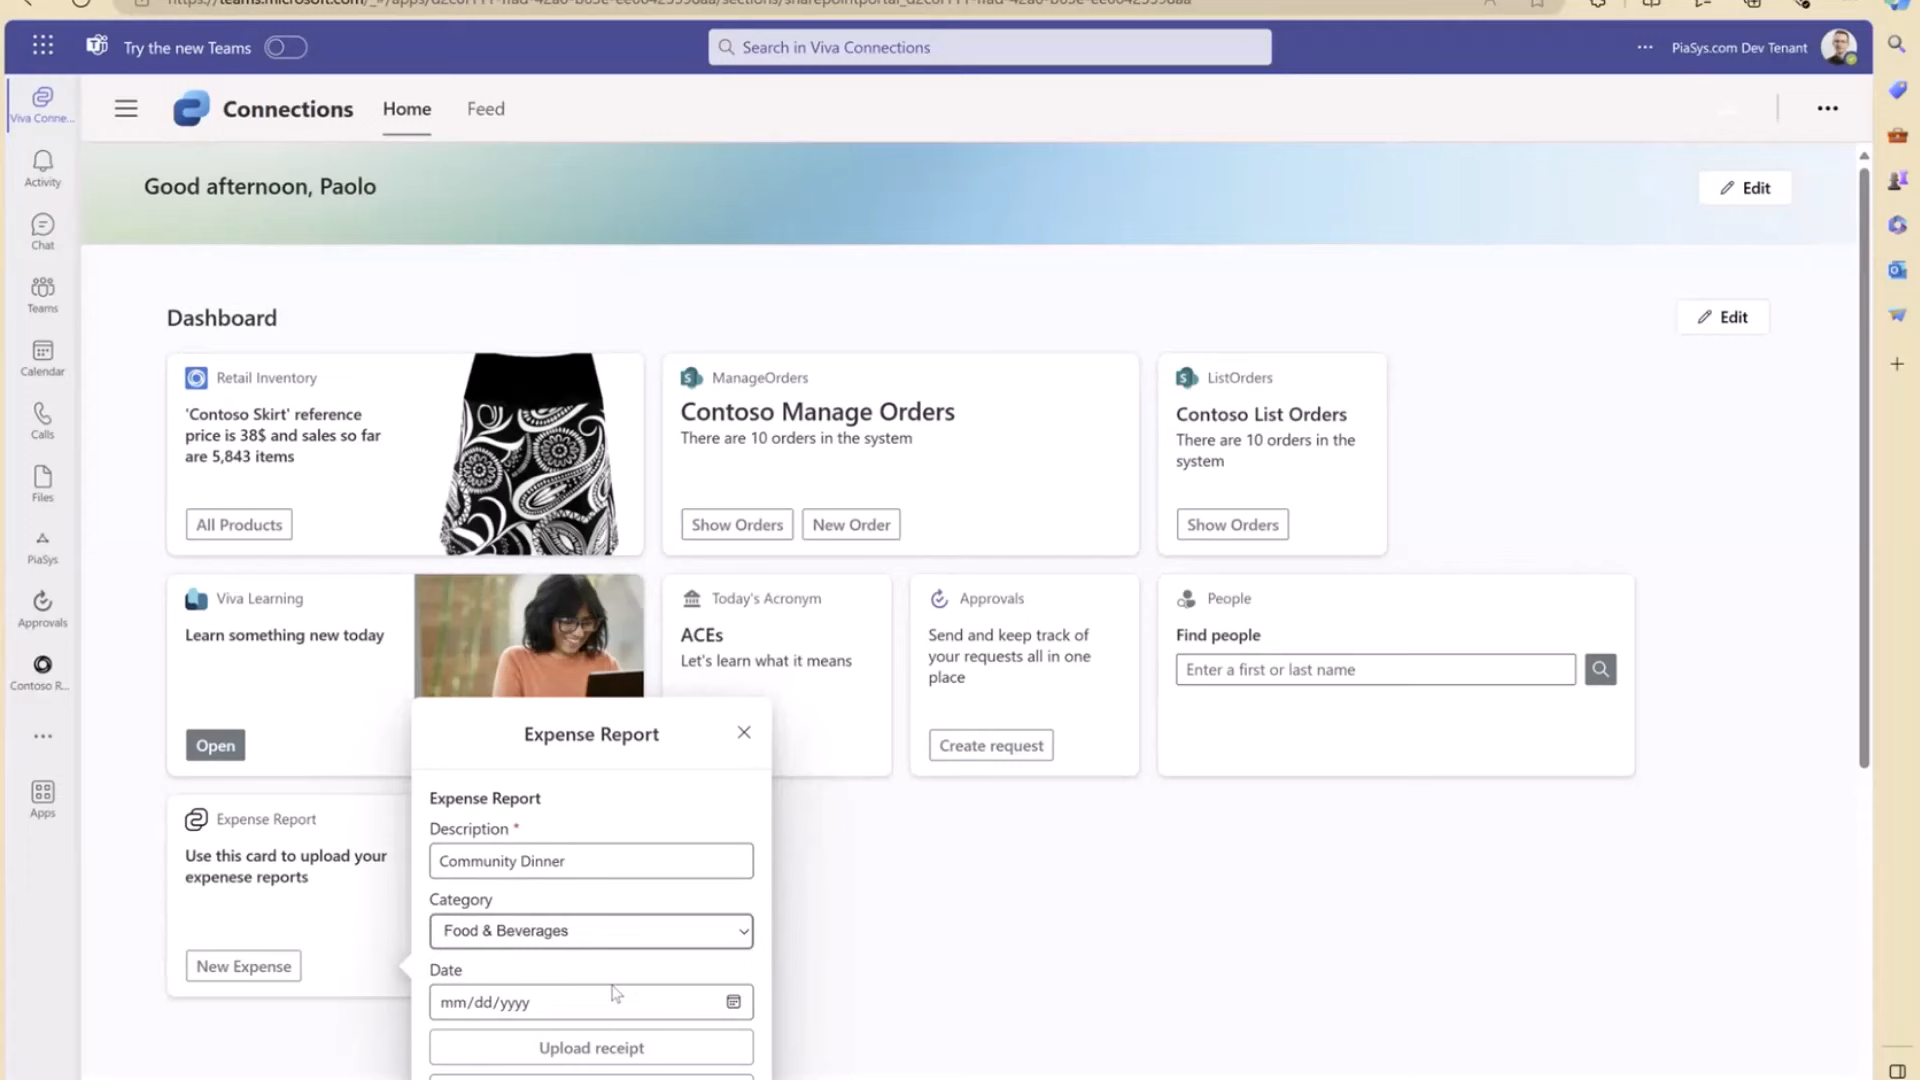 Try the new Teams
Search in Viva Connections
PiaSys.com Dev Tenant
Viva Conne...
Activity
Chat
Teams
Calendar
Calls
Files
PiaSys
Approvals
Contoso R...
Apps
Connections
Home
Feed
Good afternoon, Paolo
Edit
Dashboard
Edit
Retail Inventory
'Contoso Skirt' reference
price is 38$ and sales so far
are 5,843 items
All Products
ManageOrders
Contoso Manage Orders
There are 10 orders in the system
Show Orders
New Order
ListOrders
Contoso List Orders
There are 10 orders in the
system
Show Orders
Viva Learning
Learn something new today
Open
Today's Acronym
ACEs
Let's learn what it means
Approvals
Send and keep track of
your requests all in one
place
Create request
People
Find people
Enter a first or last name
Expense Report
Use this card to upload your
expenese reports
New Expense
Expense Report
Expense Report
Description *
Community Dinner
Category
Food & Beverages
Date
mm/dd/yyyy
Upload receipt